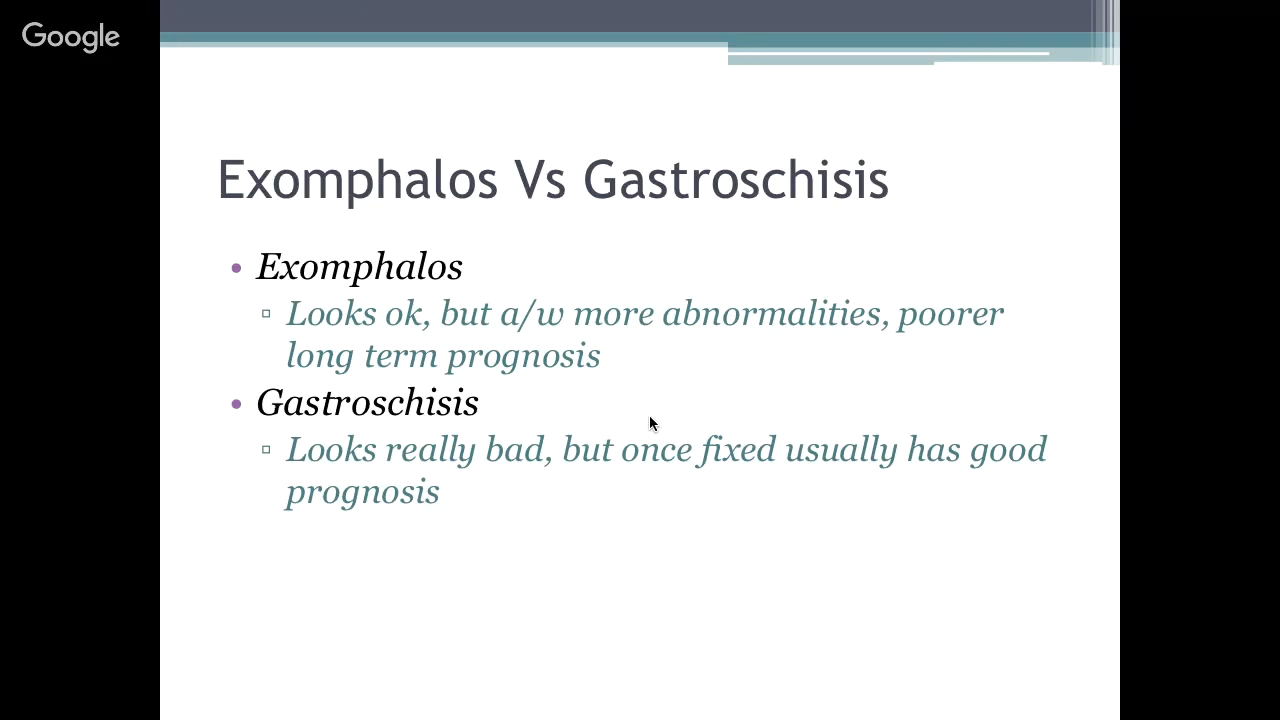 Google
Exomphalos Vs Gastroschisis
• Exomphalos
▫ Looks ok, but a/w more abnormalities, poorer
long term prognosis
• Gastroschisis
▫ Looks really bad, but once fixed usually has good
prognosis